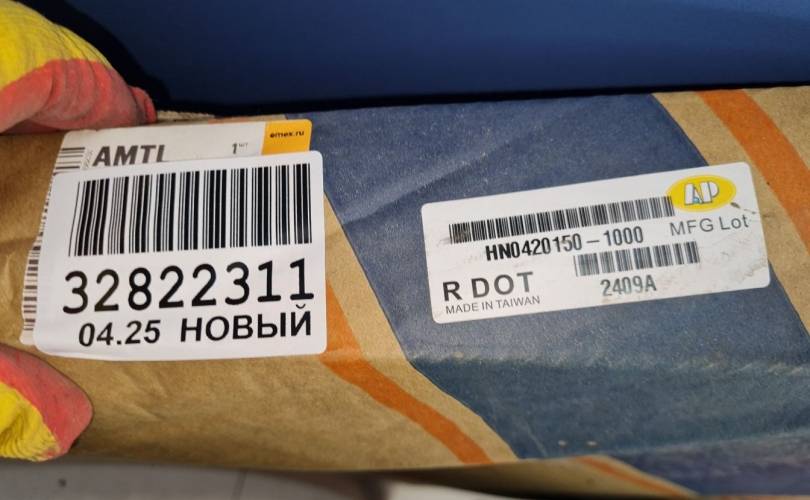 AMTL
1 шт
emex.ru
32822311
04.25 НОВЫЙ
AP
HN0420150-1000
MFG Lot
R DOT
2409A
MADE IN TAIWAN